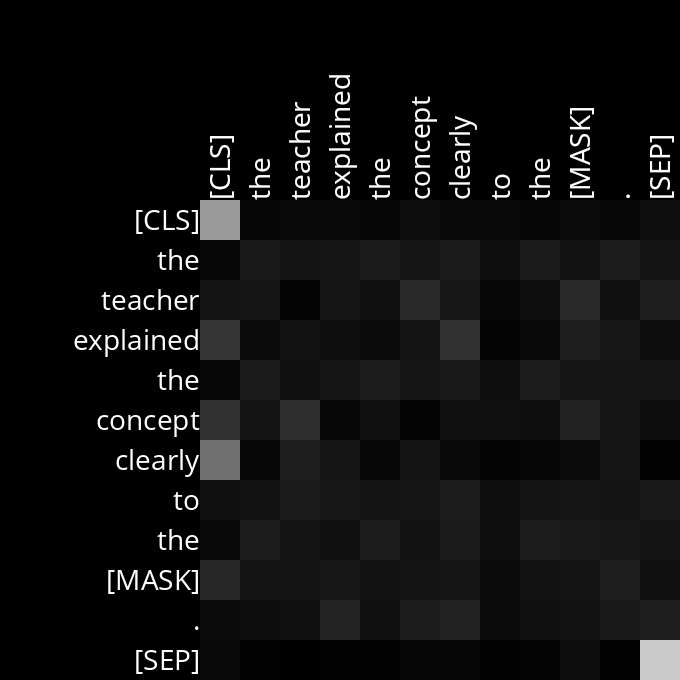 [CLS] the teacher explained the concept clearly to the [MASK] . [SEP]
[CLS]
the
teacher
explained
the
concept
clearly
to
the
[MASK]
.
[SEP]